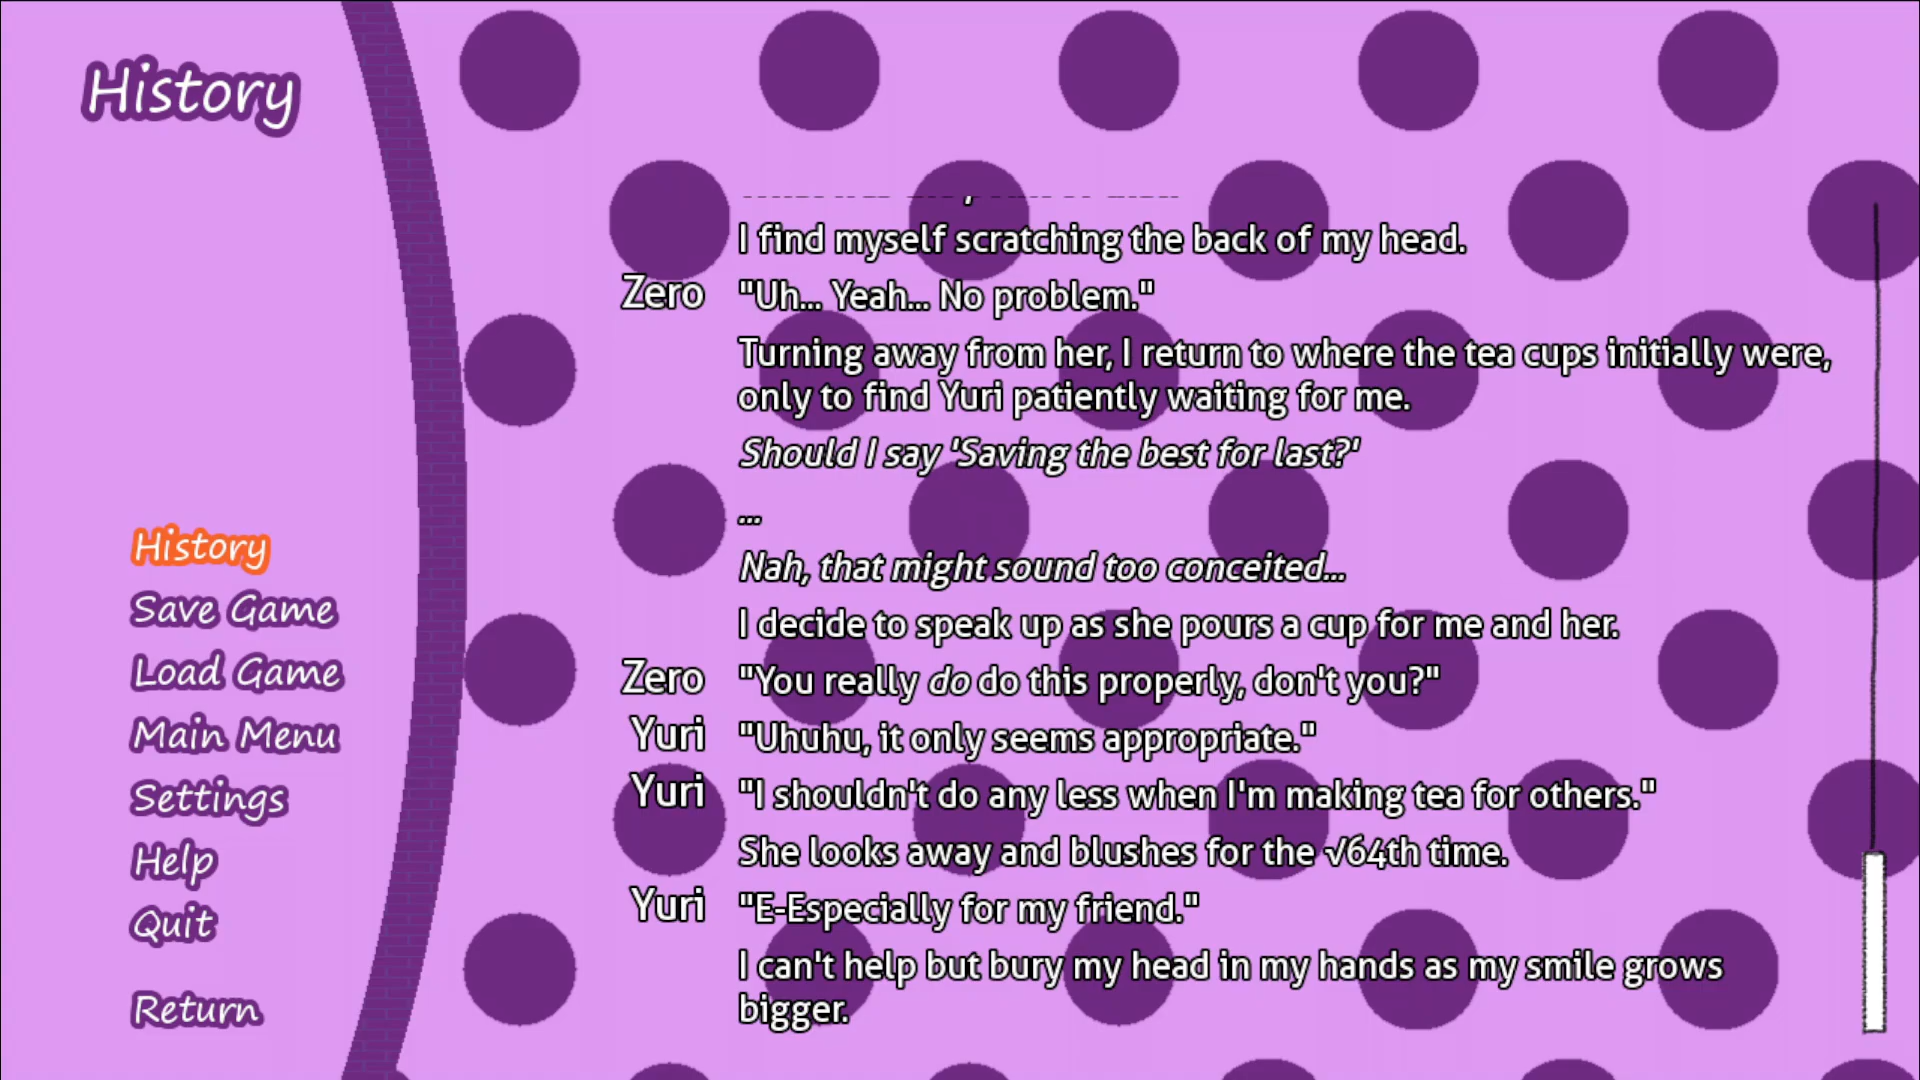 History
I find myself scratching the back of my head.
Zero "Uh... Yeah... No problem."
Turning away from her, I return to where the tea cups initially were,
only to find Yuri patiently waiting for me.
Should I say 'Saving the best for last?'
...
Nah, that might sound too conceited...
I decide to speak up as she pours a cup for me and her.
Zero "You really do do this properly, don't you?"
Yuri "Uhuhu, it only seems appropriate."
Yuri "I shouldn't do any less when I'm making tea for others."
She looks away and blushes for the √64th time.
Yuri "E-Especially for my friend."
I can't help but bury my head in my hands as my smile grows
bigger.
History
Save Game
Load Game
Main Menu
Settings
Help
Quit
Return